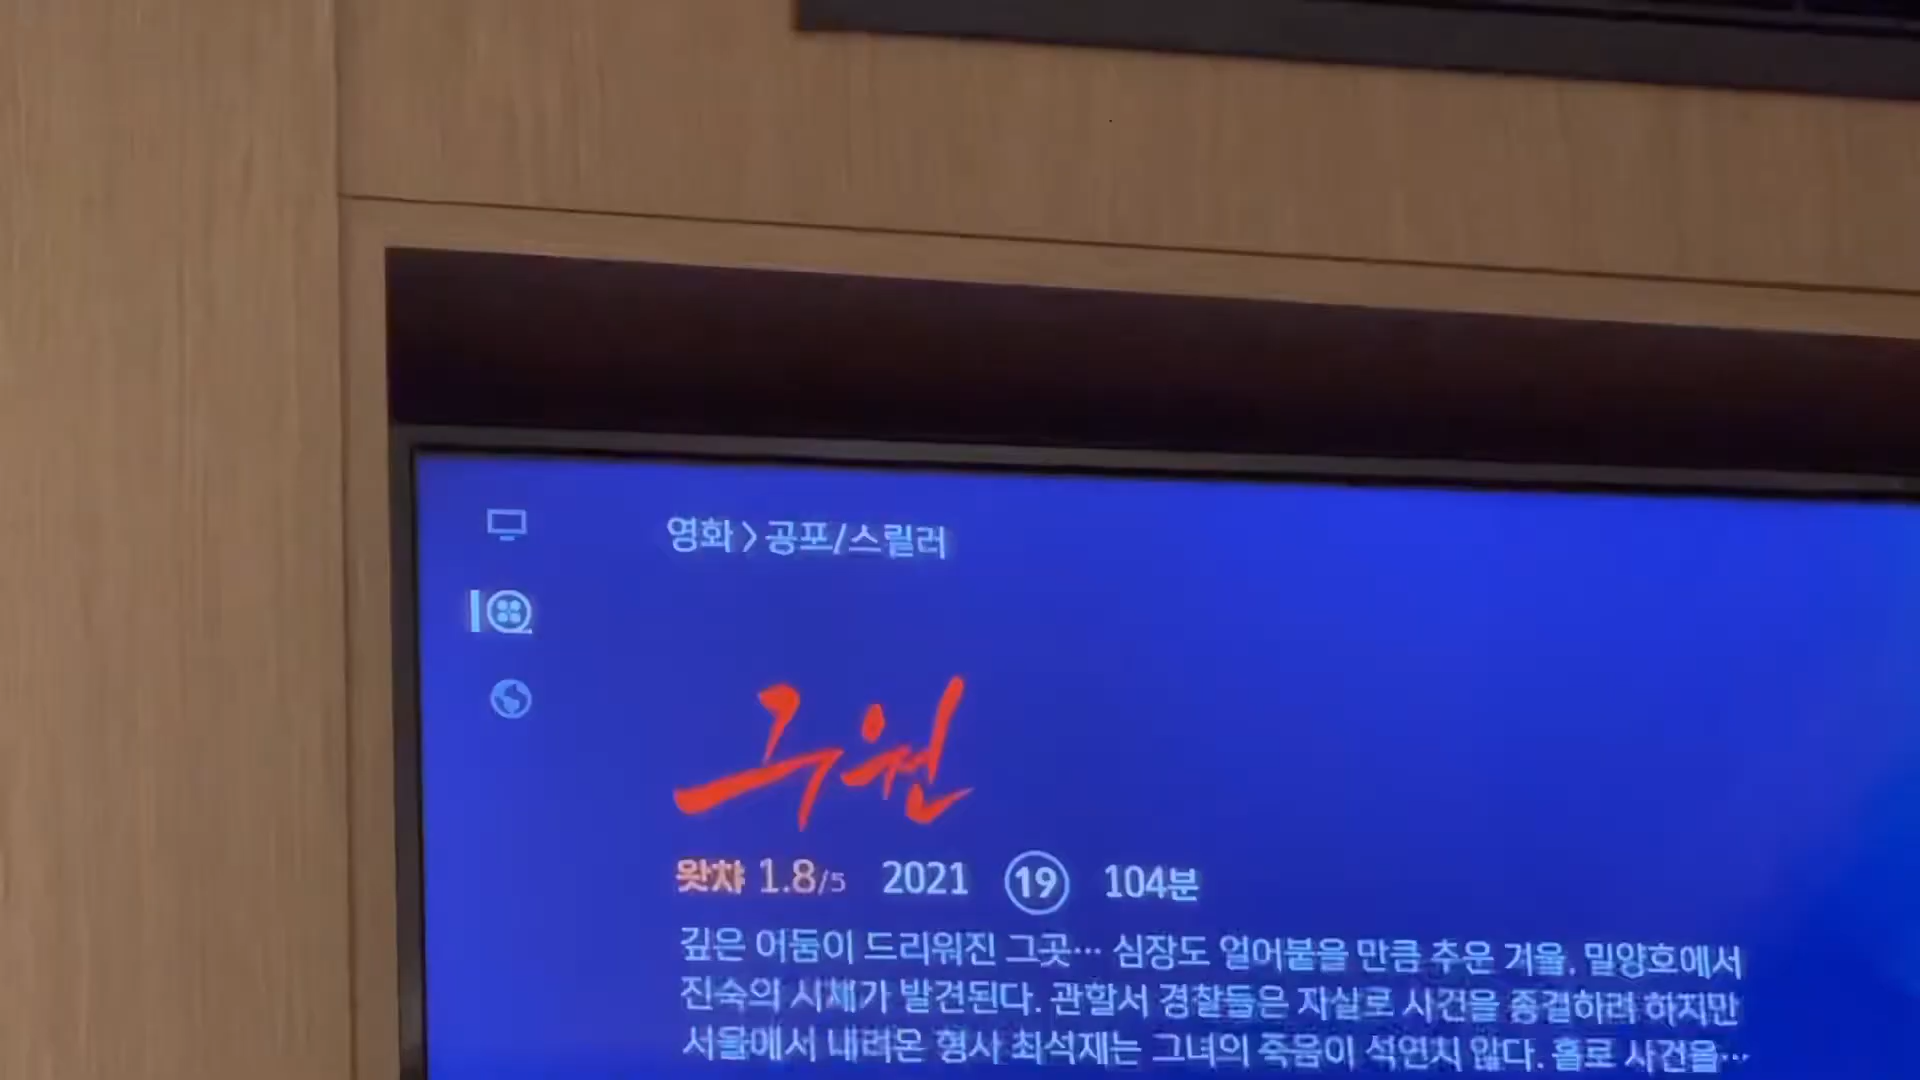 영화 > 공포/스릴러
구원
왓챠 1.8/5 2021 19 104분
깊은 어둠이 드리워진 그곳… 심장도 얼어붙을 만큼 추운 겨울. 밀양호에서
진숙의 시체가 발견된다. 관할서 경찰들은 자살로 사건을 종결하려 하지만
서울에서 내려온 형사 최석재는 그녀의 죽음이 석연치 않다. 홀로 사건을…